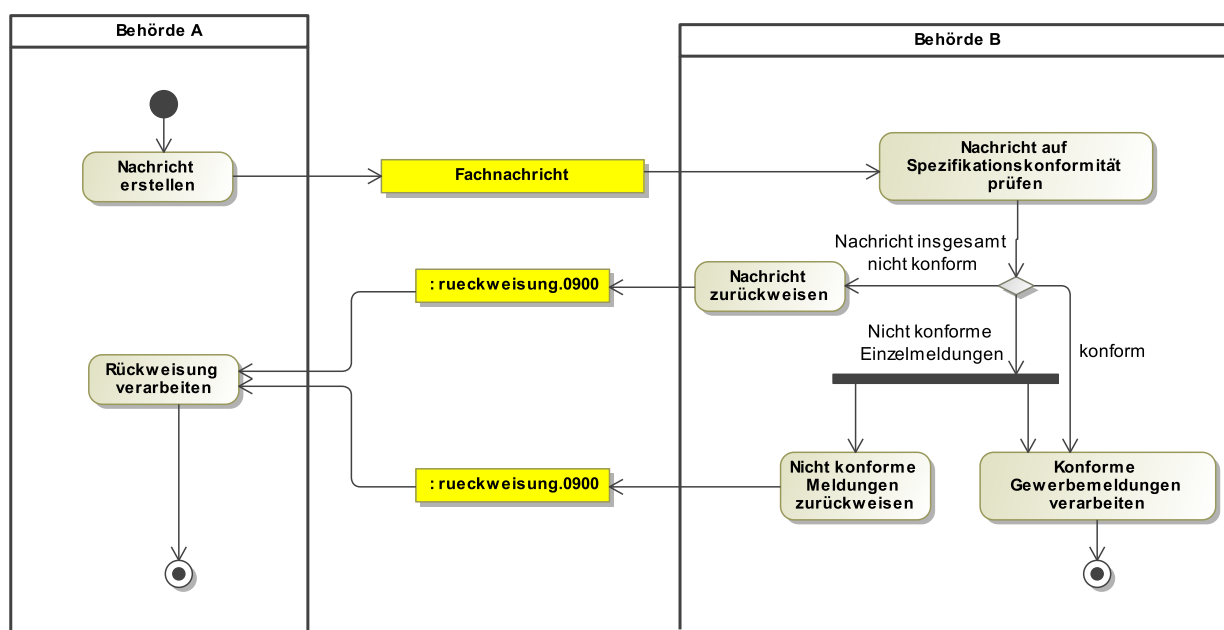 Behörde A
Behörde B
Nachricht
erstellen
Fachnachricht
Nachricht auf
Spezifikationskonformität
prüfen
Nachricht insgesamt
nicht konform
Nachricht
zurückweisen
: rueckweisung.0900
Nicht konforme
Einzelmeldungen
konform
Rückweisung
verarbeiten
: rueckweisung.0900
Nicht konforme
Meldungen
zurückweisen
Konforme
Gewerbemeldungen
verarbeiten